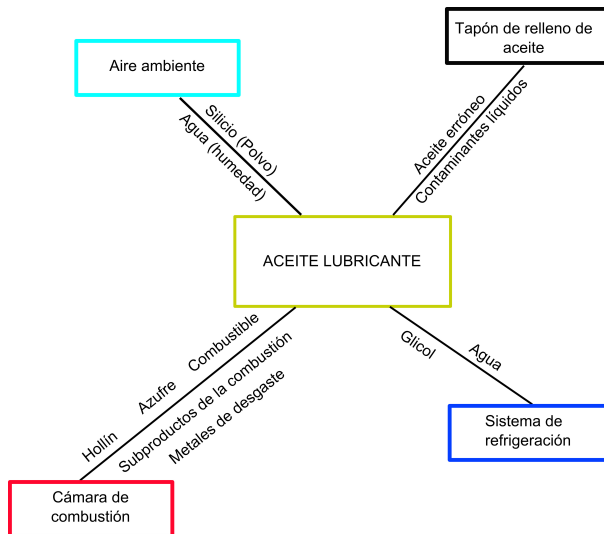 Tapón de relleno de
aceite
Aire ambiente
Silicio (Polvo)
Agua (humedad)
Aceite erróneo
Contaminantes líquidos
ACEITE LUBRICANTE
Combustible
Azufre
Hollín
Subproductos de la combustión
Metales de desgaste
Glicol
Agua
Sistema de
refrigeración
Cámara de
combustión